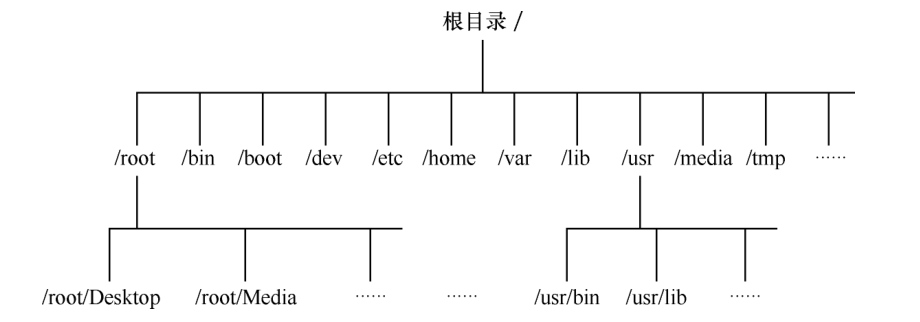 根目录 /
/root /bin /boot /dev /etc /home /var /lib /usr /media /tmp ……
/root/Desktop /root/Media …… …… /usr/bin /usr/lib ……